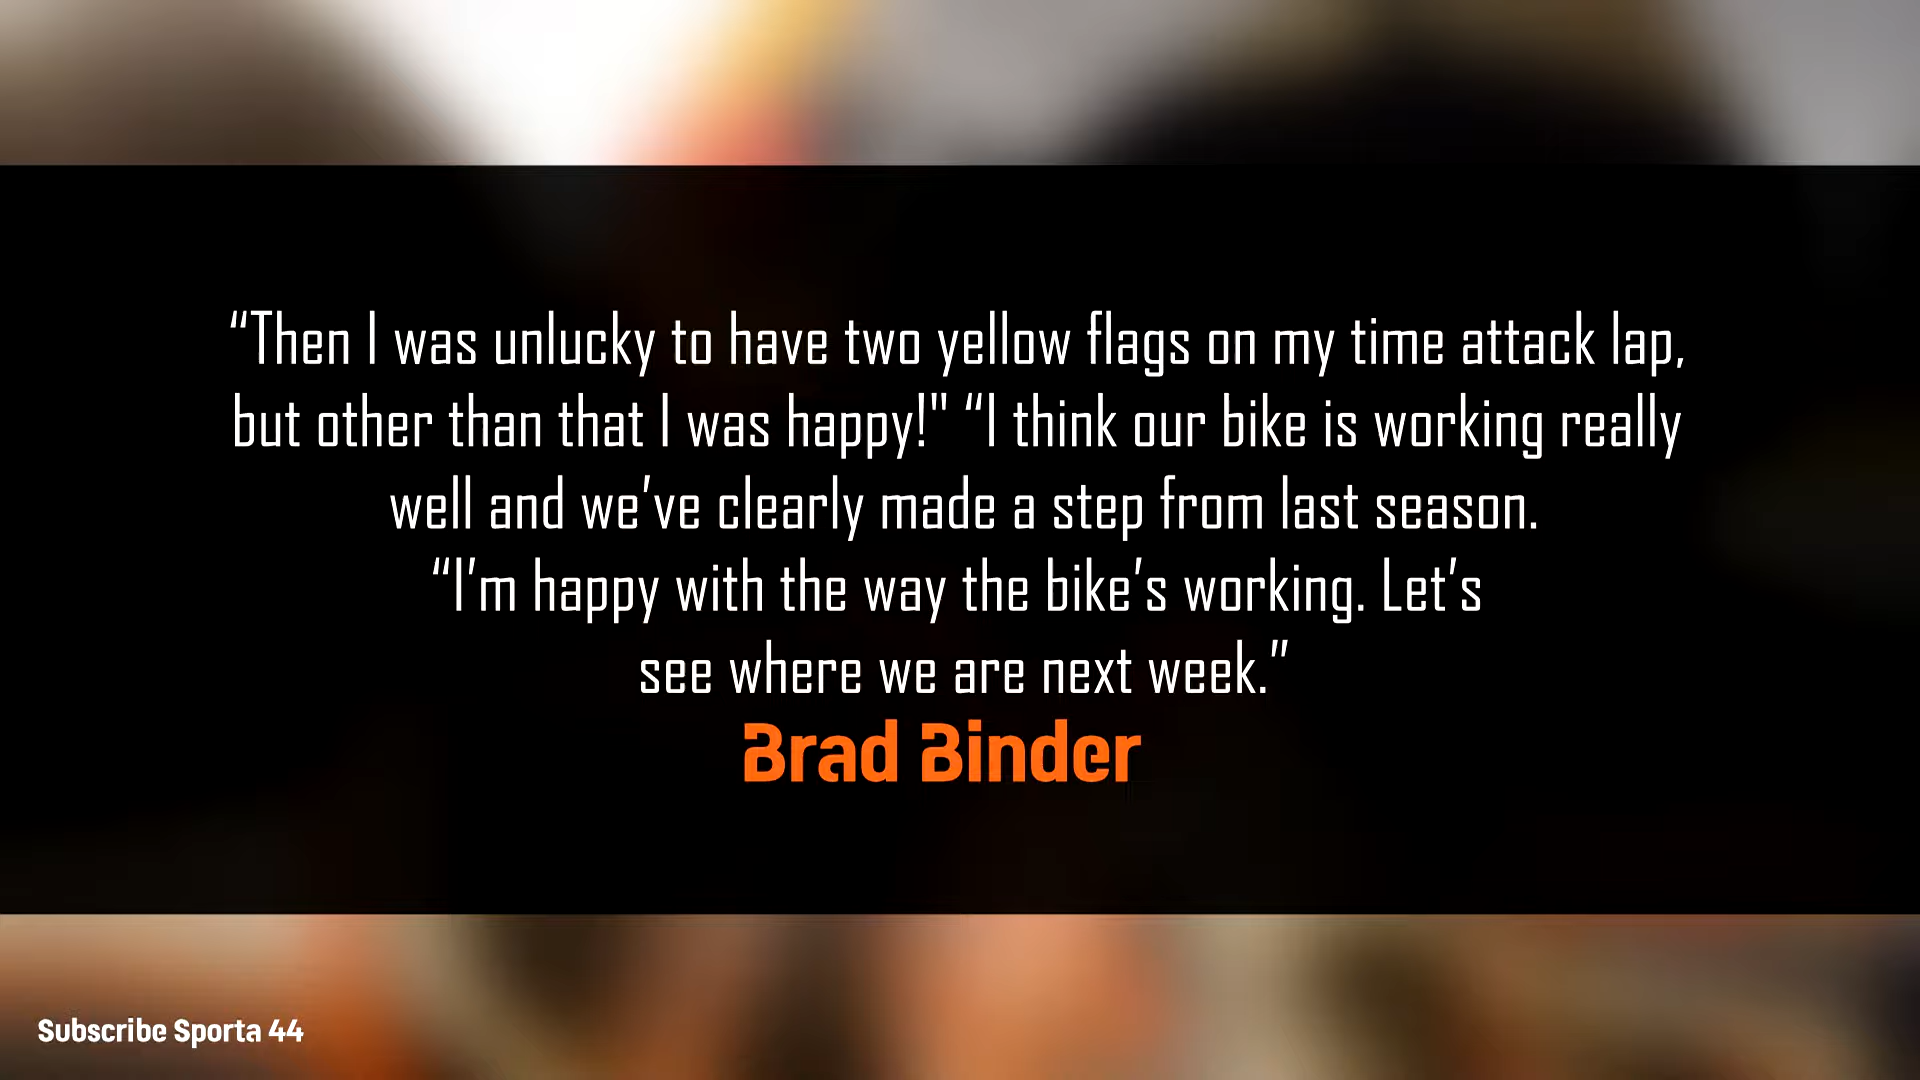 “Then I was unlucky to have two yellow flags on my time attack lap,
but other than that I was happy!" “I think our bike is working really
well and we’ve clearly made a step from last season.
“I’m happy with the way the bike’s working. Let’s
see where we are next week.”
Brad Binder
Subscribe Sporta 44